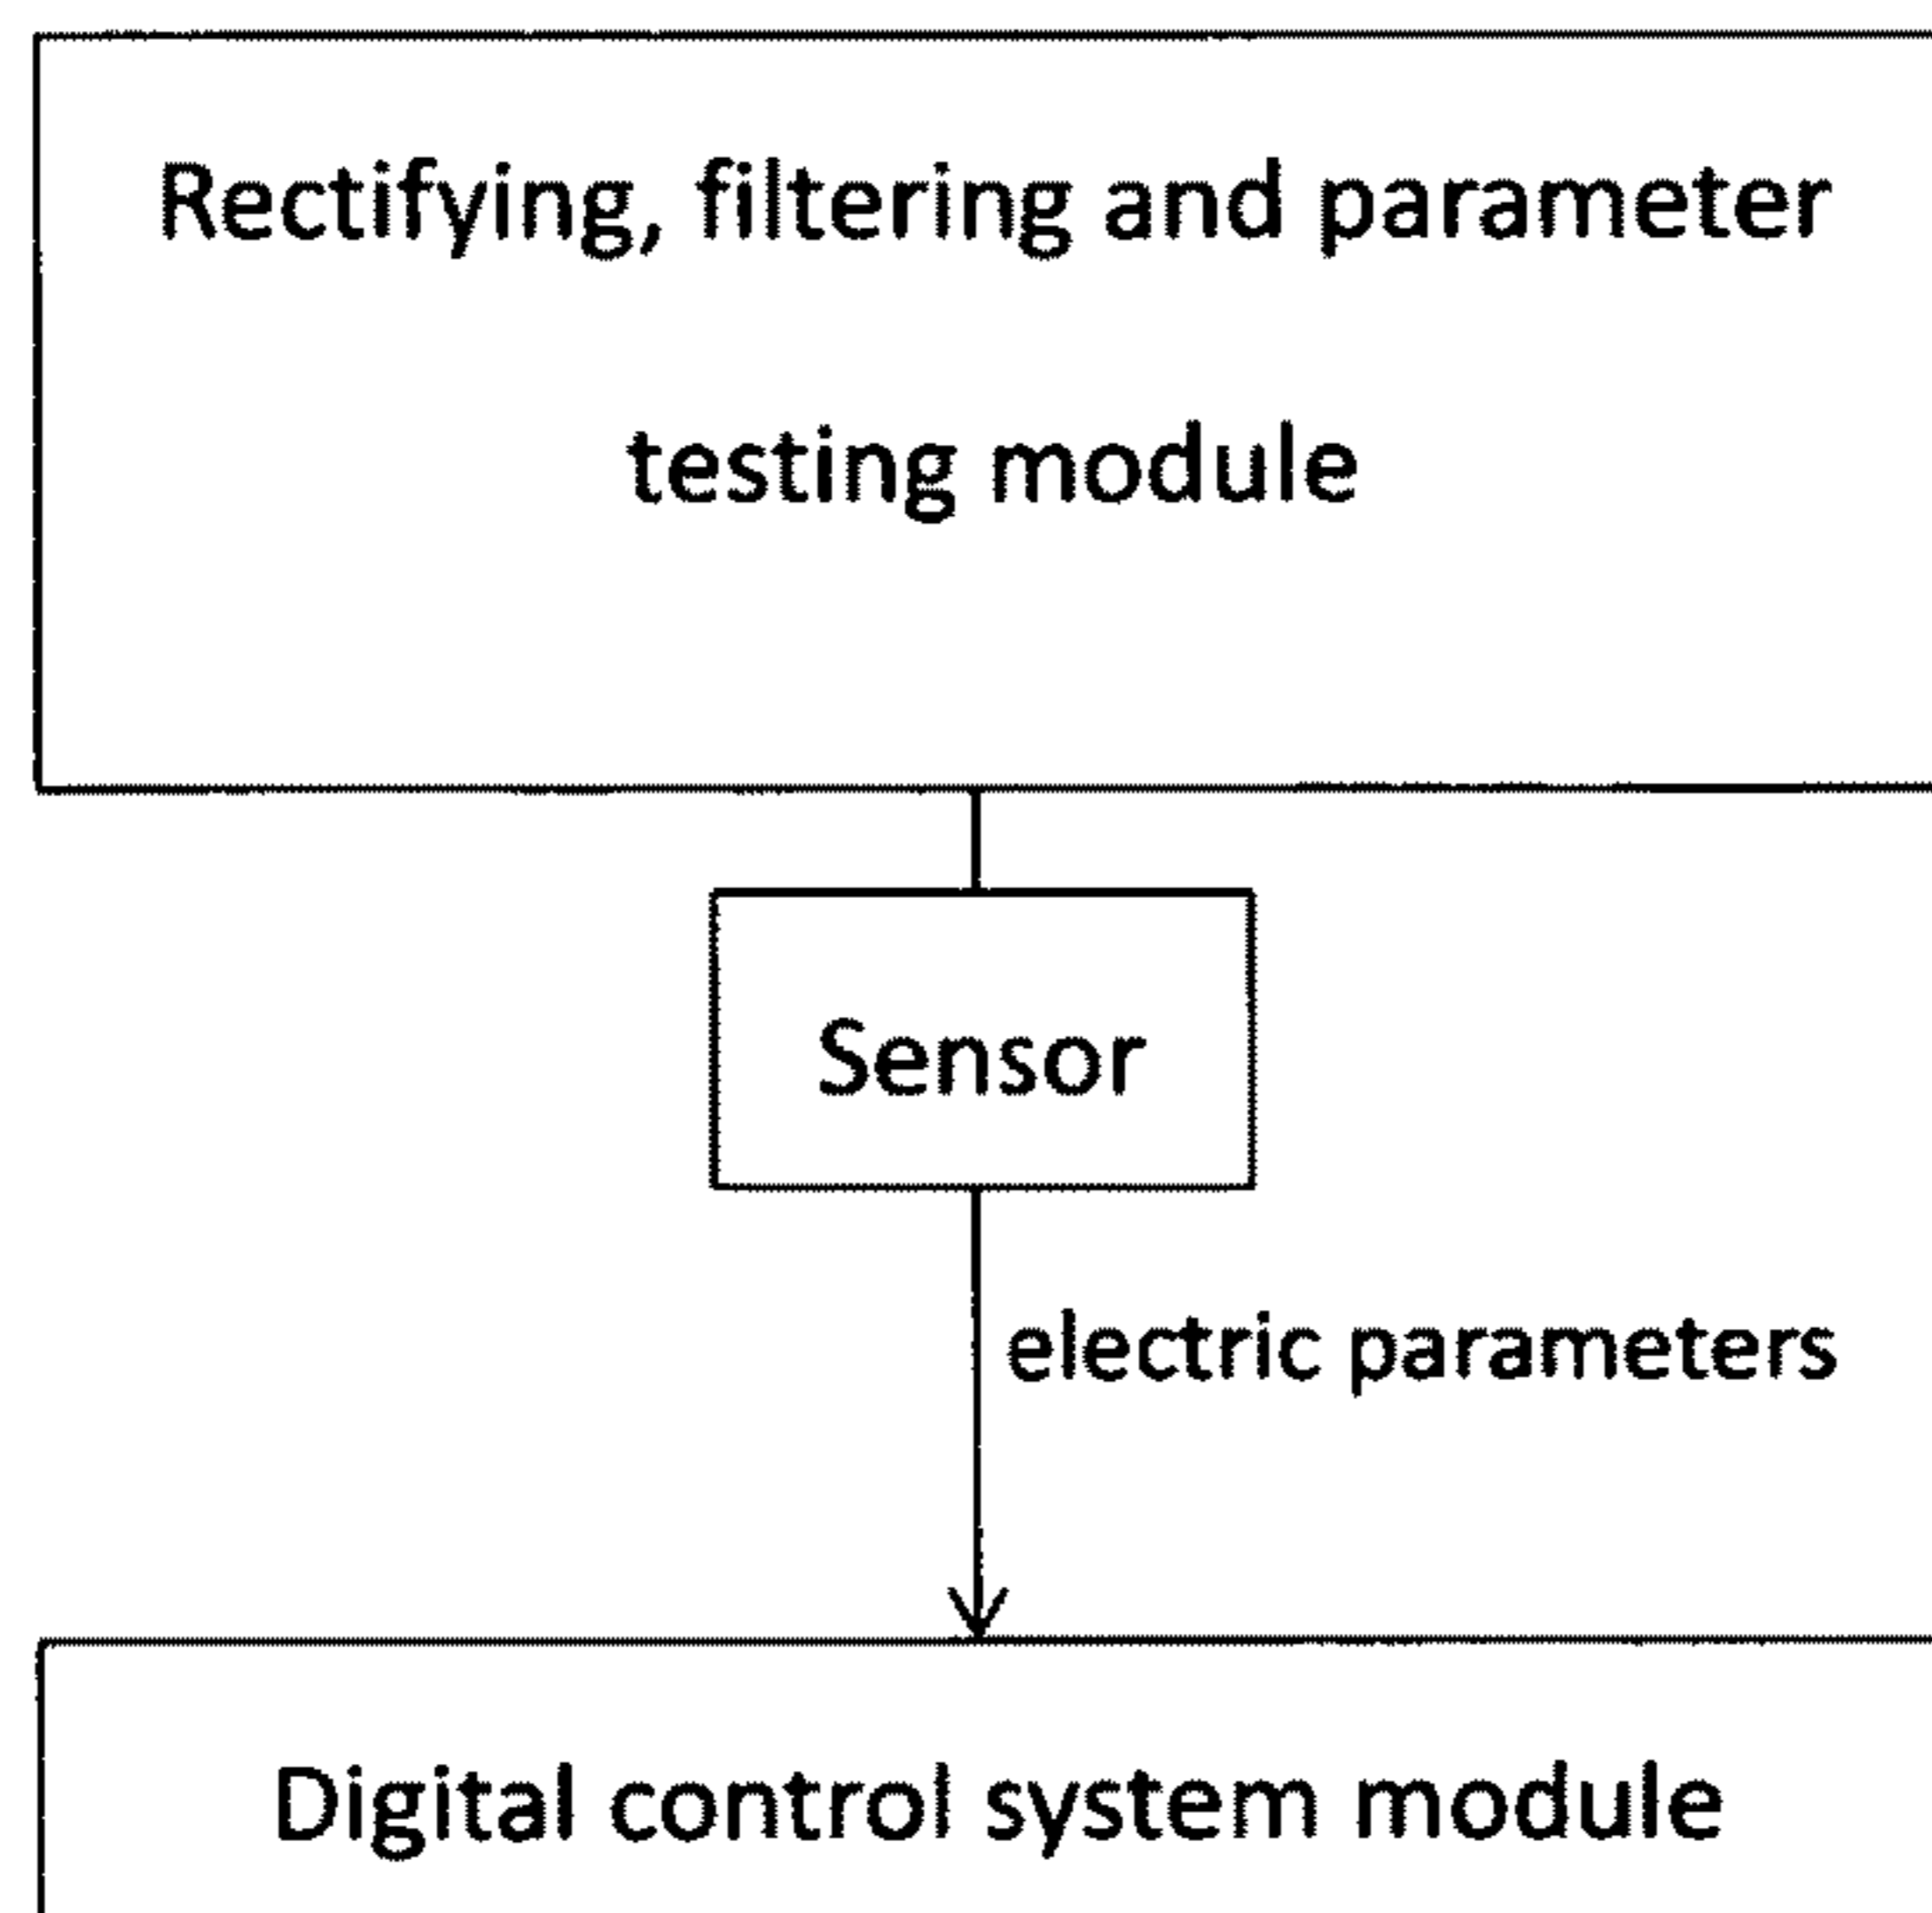 Rectifying, filtering and parameter
testing module
Sensor
electric parameters
Digital control system module